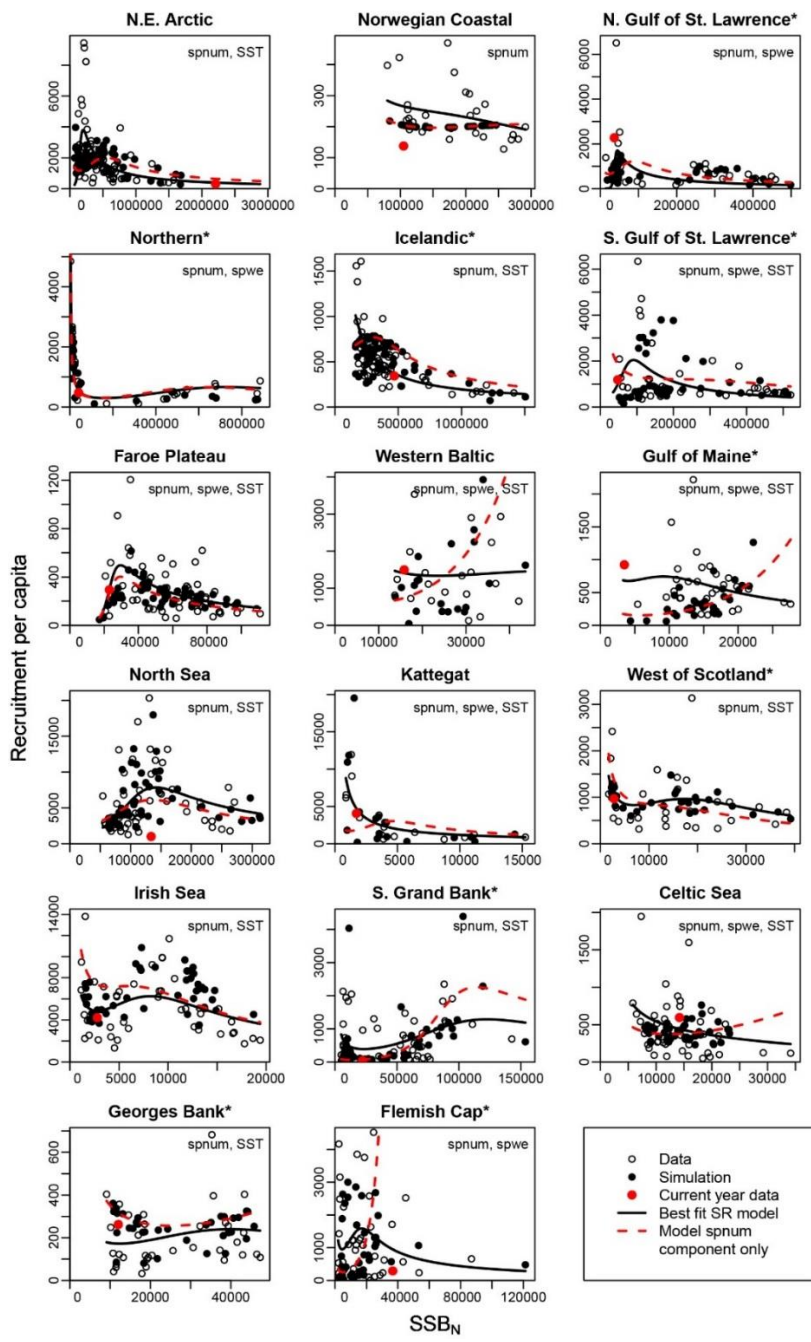 N.E. Arctic
spnum, SST
0 2000 4000 6000 8000
0 1000000 2000000
Norwegian Coastal
spnum
0 100 200 300
0 100000 200000 300000
N. Gulf of St. Lawrence*
spnum, spwe
0 2000 4000 6000
0 200000 400000
Northern*
spnum, spwe
0 2000 4000
0 400000 800000
Icelandic*
spnum, SST
0 500 1000 1500
0 500000 1000000
S. Gulf of St. Lawrence*
spnum, spwe, SST
0 2000 4000 6000
0 200000 400000
Faroe Plateau
spnum, spwe, SST
0 400 800 1200
0 40000 80000
Western Baltic
spnum, spwe, SST
0 1000 3000
0 10000 20000 30000 40000
Gulf of Maine*
spnum, spwe, SST
0 500 1500
0 10000 20000
Recruitment per capita
North Sea
spnum, SST
0 5000 15000
0 100000 200000 300000
Kattegat
spnum, spwe, SST
0 5000 10000 20000
0 5000 10000 15000
West of Scotland*
spnum, spwe, SST
0 1000 2000 3000
0 10000 30000
Irish Sea
spnum, SST
0 6000 10000 14000
0 5000 10000 15000 20000
S. Grand Bank*
spnum, SST
0 1000 2000 4000
0 50000 100000 150000
Celtic Sea
spnum, spwe, SST
0 500 1500
0 10000 20000 30000
Georges Bank*
spnum, SST
0 200 400 600
0 20000 40000
Flemish Cap*
spnum, spwe
0 1000 3000
0 40000 80000 120000
Data
Simulation
Current year data
Best fit SR model
Model spnum
component only
SSB_N